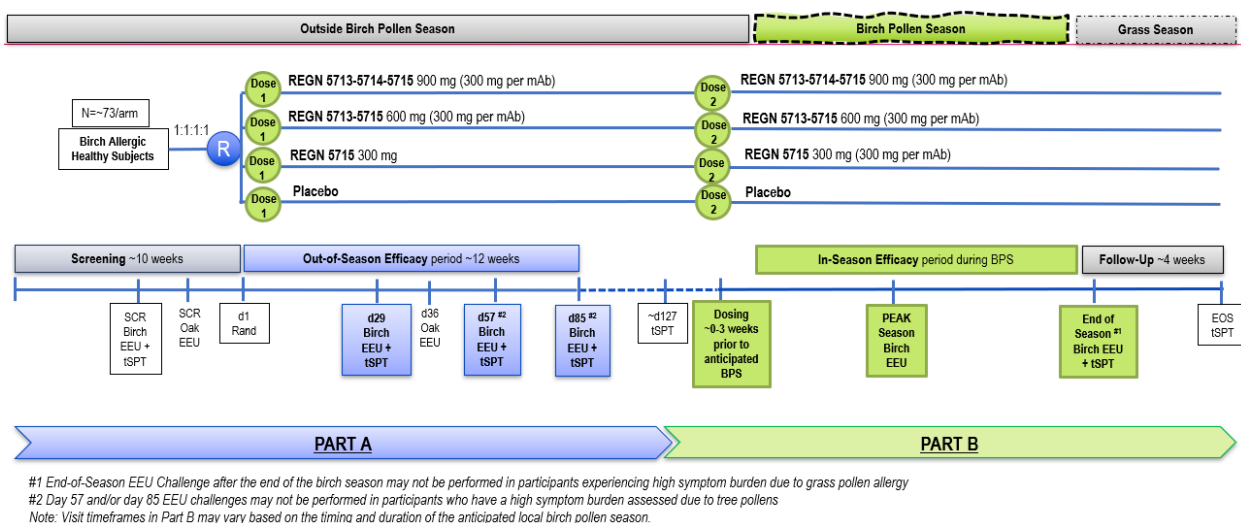 Outside Birch Pollen Season
Birch Pollen Season
Grass Season
N=~73/arm
Birch Allergic
Healthy Subjects
1:1:1:1
R
Dose
1
REGN 5713-5714-5715 900 mg (300 mg per mAb)
Dose
2
REGN 5713-5714-5715 900 mg (300 mg per mAb)
Dose
1
REGN 5713-5715 600 mg (300 mg per mAb)
Dose
2
REGN 5713-5715 600 mg (300 mg per mAb)
Dose
1
REGN 5715 300 mg
Dose
2
REGN 5715 300 mg (300 mg per mAb)
Dose
1
Placebo
Dose
2
Placebo
Screening ~10 weeks
Out-of-Season Efficacy period ~12 weeks
In-Season Efficacy period during BPS
Follow-Up ~4 weeks
SCR
Birch
EEU +
tSPT
SCR
Oak
EEU
d1
Rand
d29
Birch
EEU +
tSPT
d36
Oak
EEU
d57 #2
Birch
EEU +
tSPT
d85 #2
Birch
EEU +
tSPT
~d127
tSPT
Dosing
~0-3 weeks
prior to
anticipated
BPS
PEAK
Season
Birch
EEU
End of
Season #1
Birch EEU
+ tSPT
EOS
tSPT
PART A
PART B
#1 End-of-Season EEU Challenge after the end of the birch season may not be performed in participants experiencing high symptom burden due to grass pollen allergy
#2 Day 57 and/or day 85 EEU challenges may not be performed in participants who have a high symptom burden assessed due to tree pollens
Note: Visit timeframes in Part B may vary based on the timing and duration of the anticipated local birch pollen season.